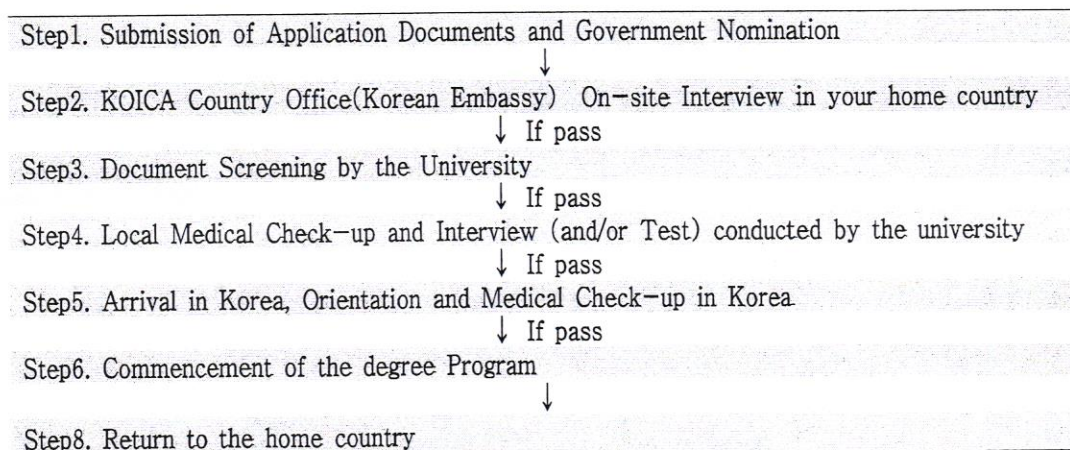 Step1. Submission of Application Documents and Government Nomination
↓
Step2. KOICA Country Office(Korean Embassy) On-site Interview in your home country
↓ If pass
Step3. Document Screening by the University
↓ If pass
Step4. Local Medical Check-up and Interview (and/or Test) conducted by the university
↓ If pass
Step5. Arrival in Korea, Orientation and Medical Check-up in Korea
↓ If pass
Step6. Commencement of the degree Program
↓
Step8. Return to the home country